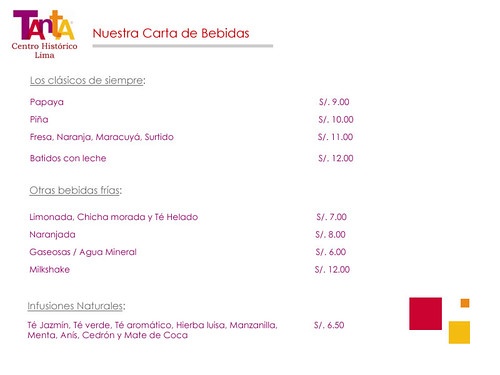 TANTA
Centro Histórico
Lima
Nuestra Carta de Bebidas
Los clásicos de siempre:
Papaya S/. 9.00
Piña S/. 10.00
Fresa, Naranja, Maracuyá, Surtido S/. 11.00
Batidos con leche S/. 12.00
Otras bebidas frías:
Limonada, Chicha morada y Té Helado S/. 7.00
Naranjada S/. 8.00
Gaseosas / Agua Mineral S/. 6.00
Milkshake S/. 12.00
Infusiones Naturales:
Té Jazmín, Té verde, Té aromático, Hierba luisa, Manzanilla, S/. 6.50
Menta, Anís, Cedrón y Mate de Coca